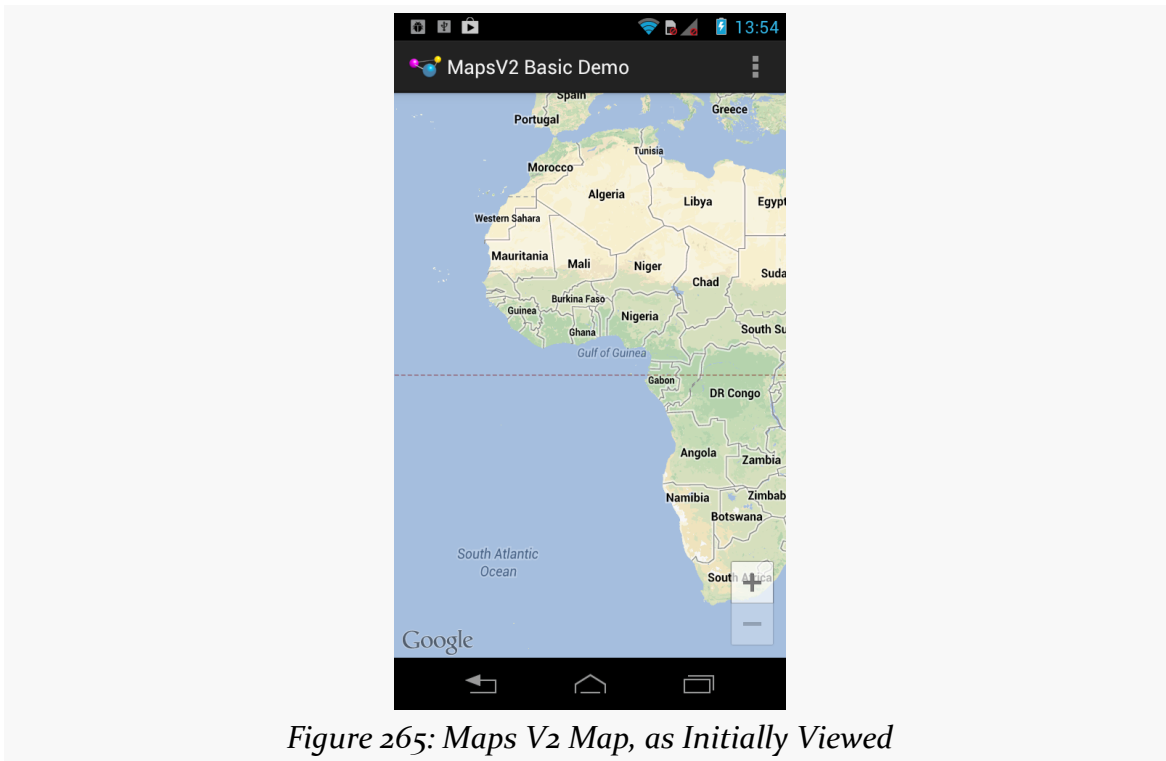 13:54
MapsV2 Basic Demo
Spain
Portugal
Greece
Tunisia
Morocco
Algeria
Libya
Egypt
Western Sahara
Mauritania
Mali
Niger
Chad
Suda
Burkina Faso
Guinea
Nigeria
Ghana
South Su
Gulf of Guinea
Gabon
DR Congo
Angola
Zambia
Namibia
Zimbab
Botswana
South Atlantic
Ocean
South Africa
+
−
Google
Figure 265: Maps V2 Map, as Initially Viewed